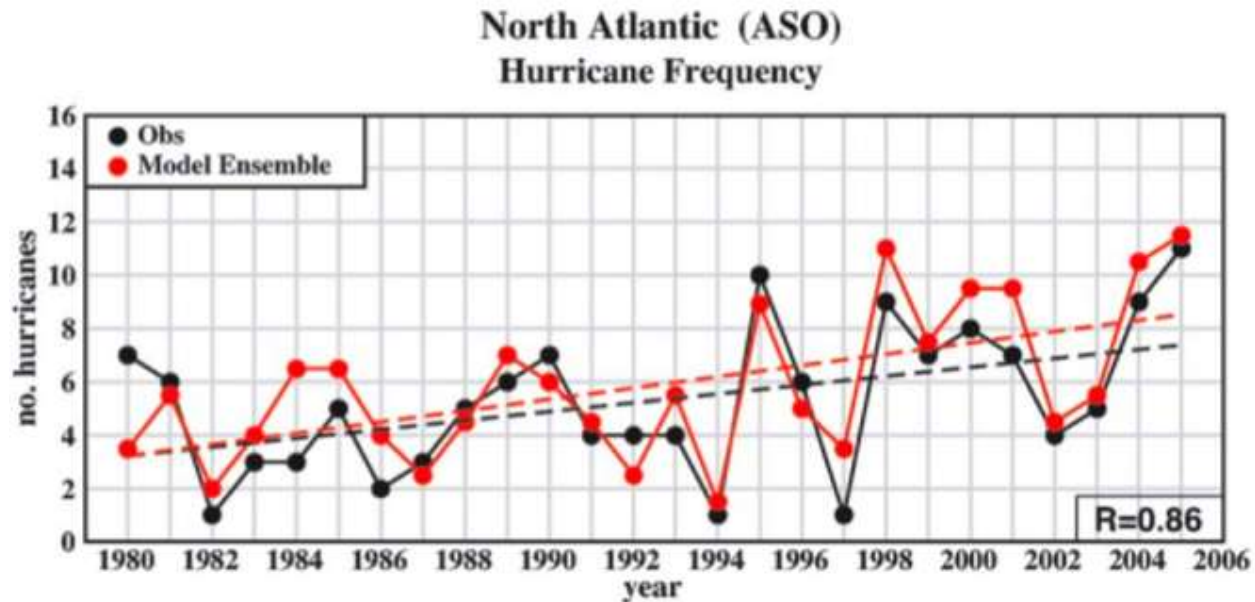 North Atlantic (ASO)
Hurricane Frequency
Obs
Model Ensemble
no. hurricanes
16
14
12
10
8
6
4
2
0
R=0.86
1980 1982 1984 1986 1988 1990 1992 1994 1996 1998 2000 2002 2004 2006
year